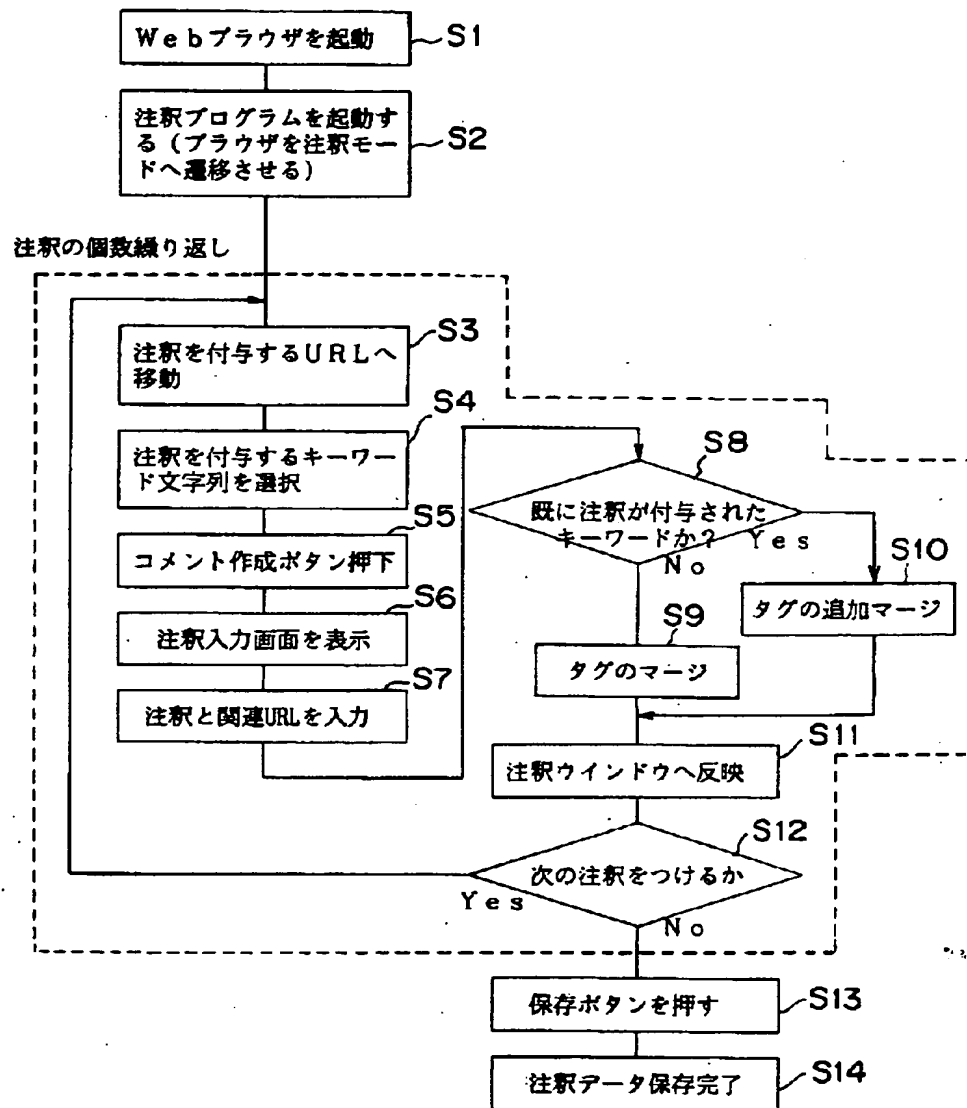 Ｗｅｂブラウザを起動
S1
注釈プログラムを起動す
る（ブラウザを注釈モー
ドへ遷移させる）
S2
注釈の個数繰り返し
注釈を付与するＵＲＬへ
移動
S3
注釈を付与するキーワー
ド文字列を選択
S4
コメント作成ボタン押下
S5
注釈入力画面を表示
S6
注釈と関連URLを入力
S7
既に注釈が付与された
キーワードか？
S8
Ｙｅｓ
Ｎｏ
タグのマージ
S9
タグの追加マージ
S10
注釈ウインドウへ反映
S11
次の注釈をつけるか
S12
Ｙｅｓ
Ｎｏ
保存ボタンを押す
S13
注釈データ保存完了
S14